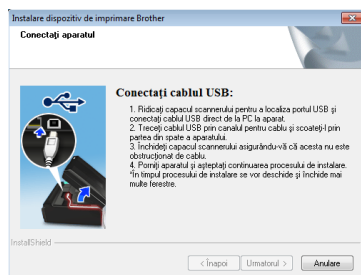 Instalare dispozitiv de imprimare Brother
Conectaţi aparatul
Conectaţi cablul USB:
1. Ridicaţi capacul scannerului pentru a localiza portul USB şi
conectaţi cablul USB direct de la PC la aparat.
2. Treceţi cablul USB prin canalul pentru cablu şi scoateţi-l prin
partea din spate a aparatului.
3. Închideţi capacul scannerului asigurându-vă că acesta nu este
obstrucţionat de cablu.
4. Porniţi aparatul şi aşteptaţi continuarea procesului de instalare.
*În timpul procesului de instalare se vor deschide şi închide mai
multe ferestre.
InstallShield
< Înapoi
Urmatorul >
Anulare